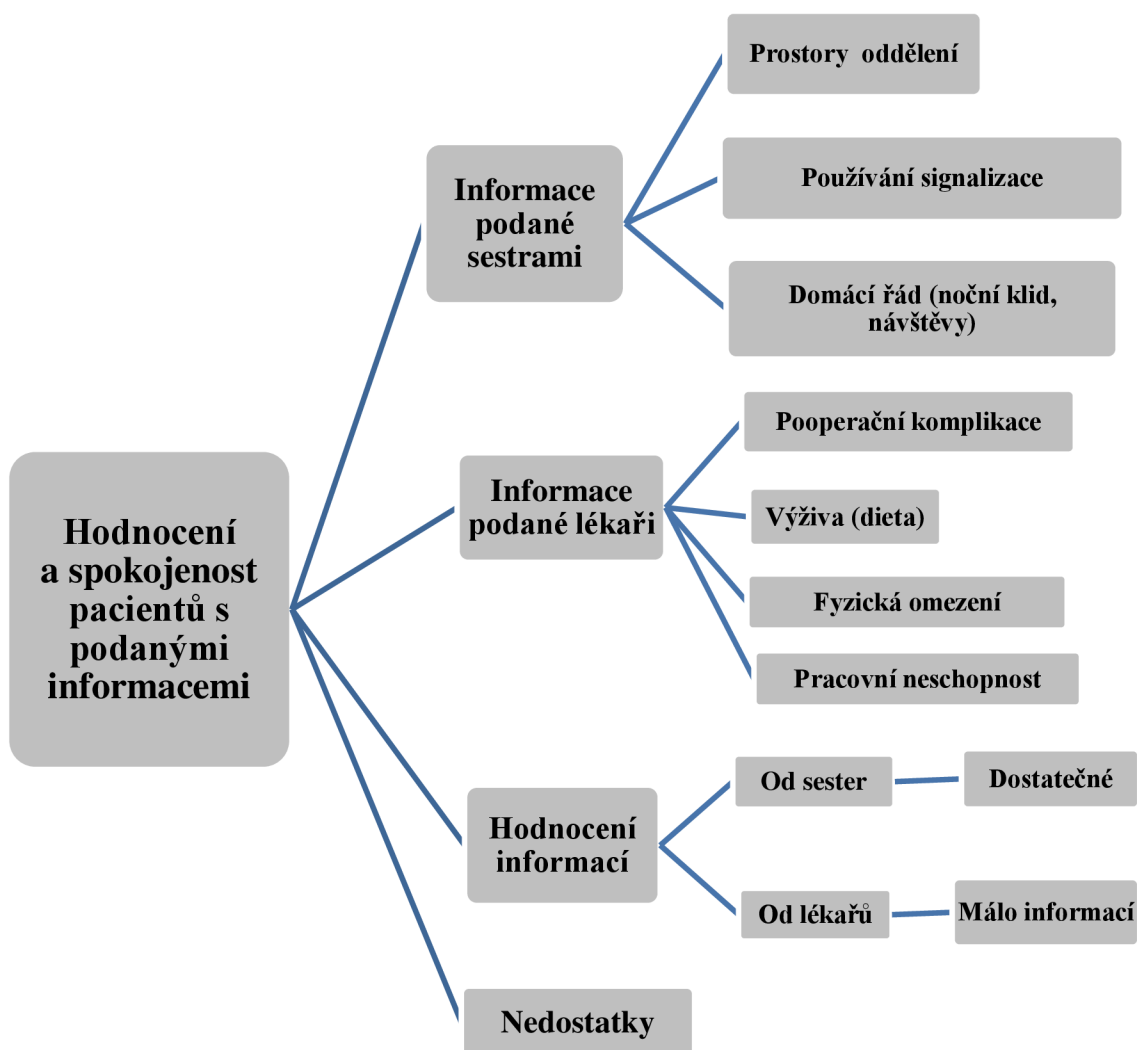 Prostory oddělení
Informace
podané
sestrami
Používání signalizace
Domácí řád (noční klid,
návštěvy)
Hodnocení
a spokojenost
pacientů s
podanými
informacemi
Informace
podané lékaři
Pooperační komplikace
Výživa (dieta)
Fyzická omezení
Pracovní neschopnost
Hodnocení
informací
Od sester
Dostatečné
Od lékařů
Málo informací
Nedostatky